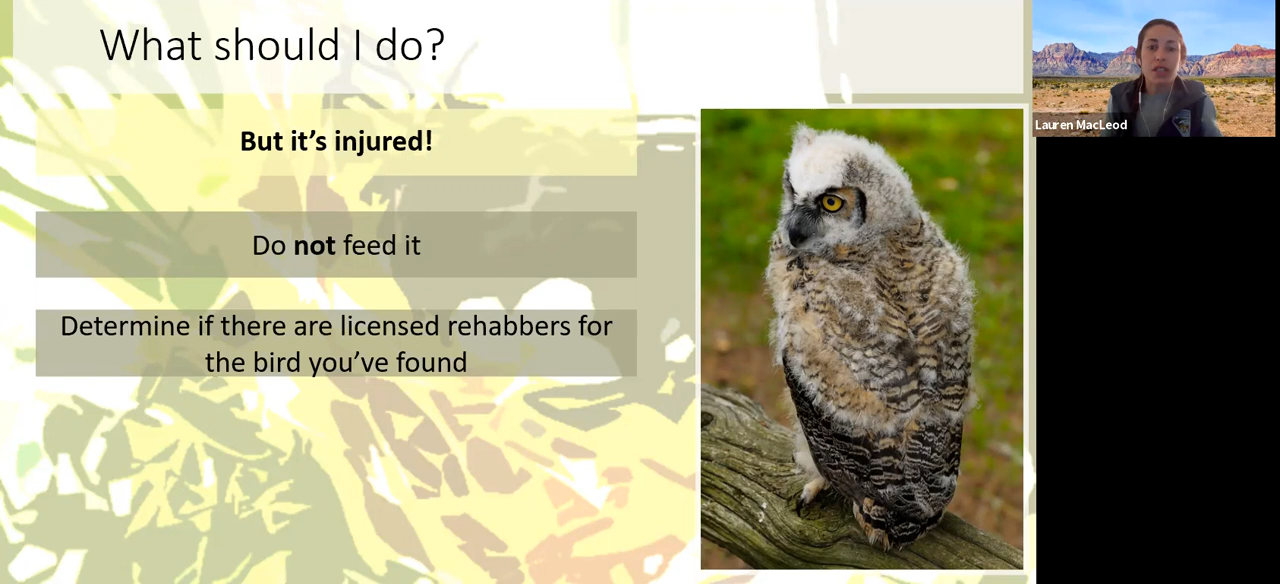 What should I do?
But it's injured!
Do not feed it
Determine if there are licensed rehabbers for
the bird you've found
Lauren MacLeod